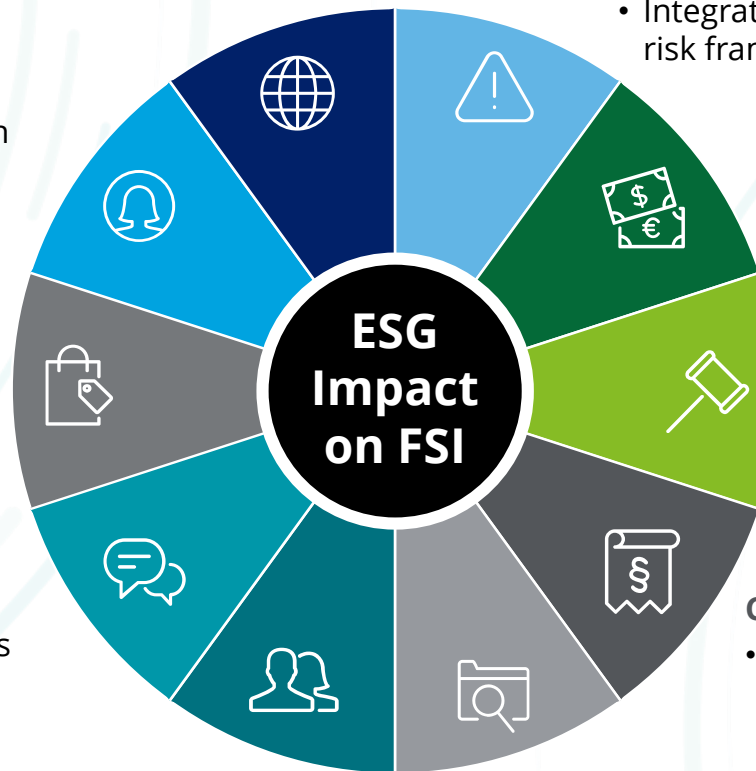 • Integrat
risk fran
ESG
Impact
on FSI
$
€
§
•